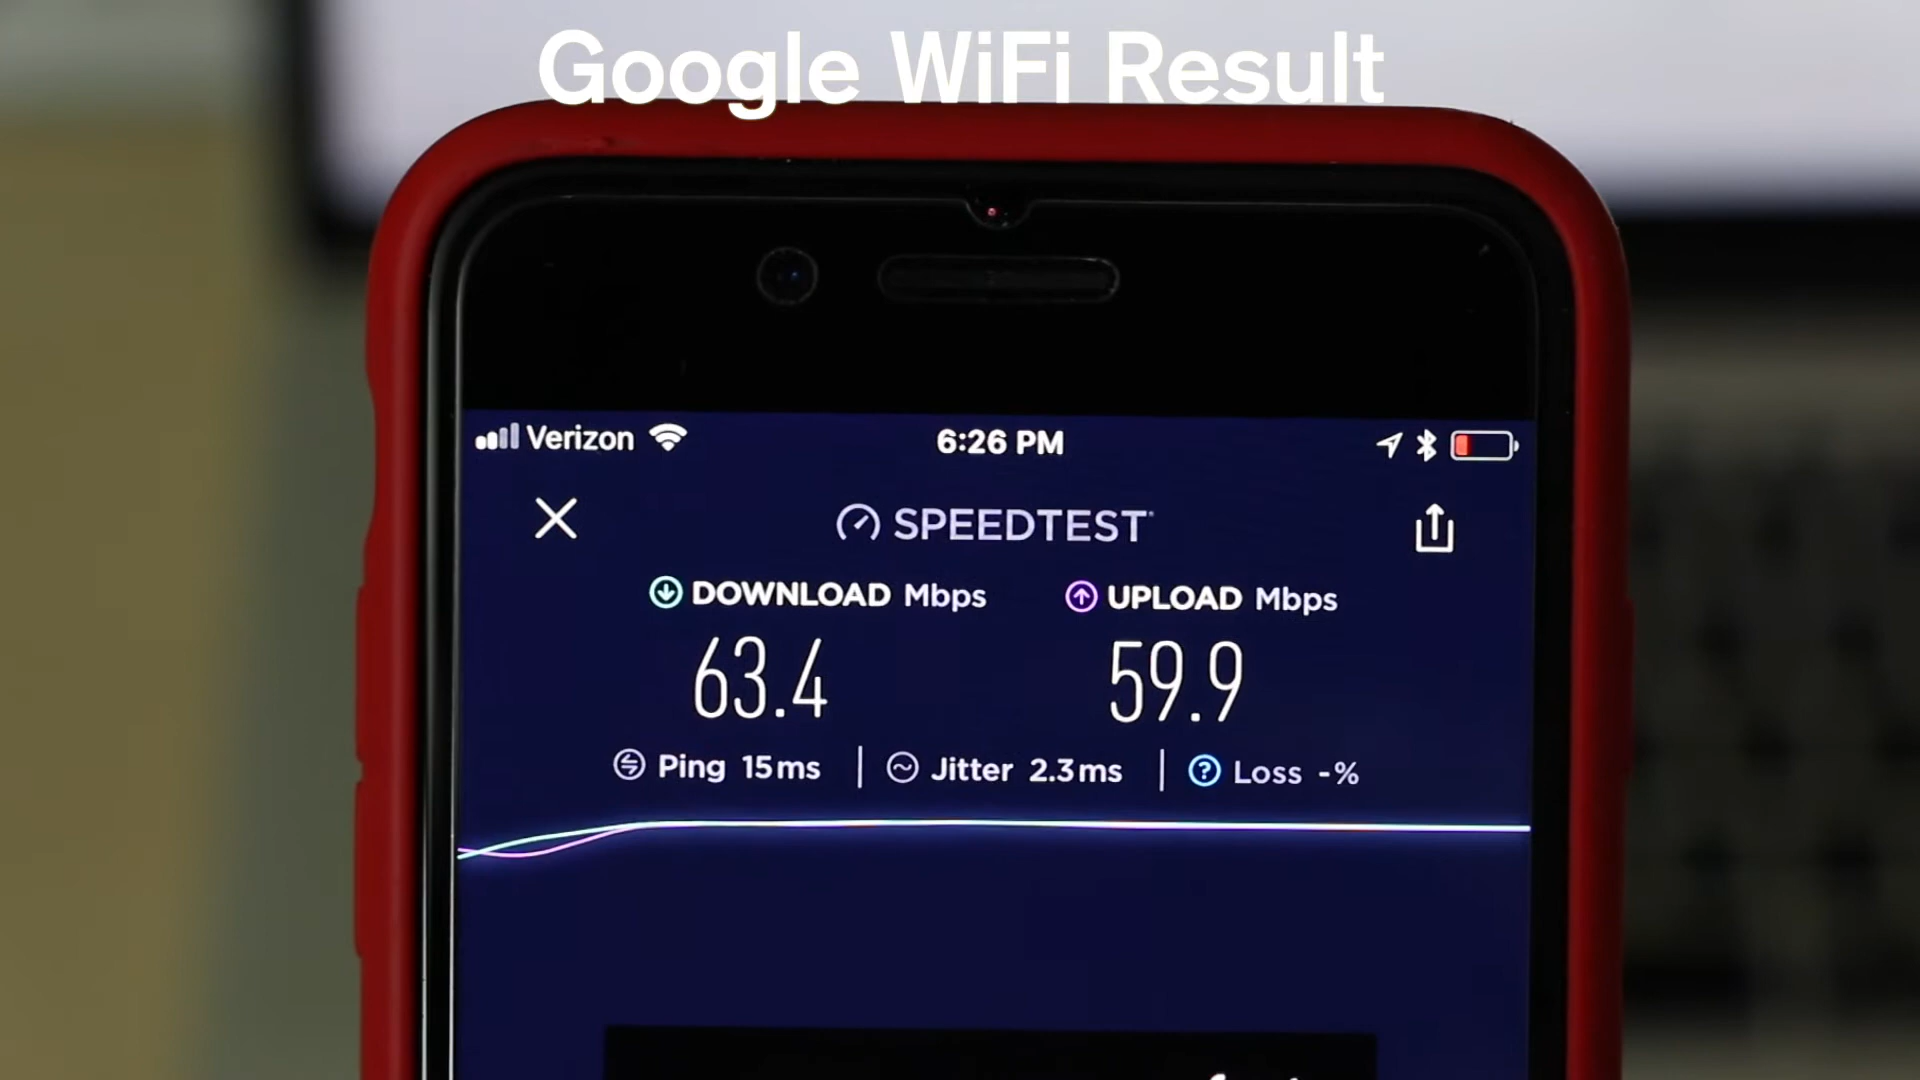 Google WiFi Result
Verizon 6:26 PM
SPEEDTEST
DOWNLOAD Mbps UPLOAD Mbps
63.4 59.9
Ping 15ms Jitter 2.3ms ? Loss -%